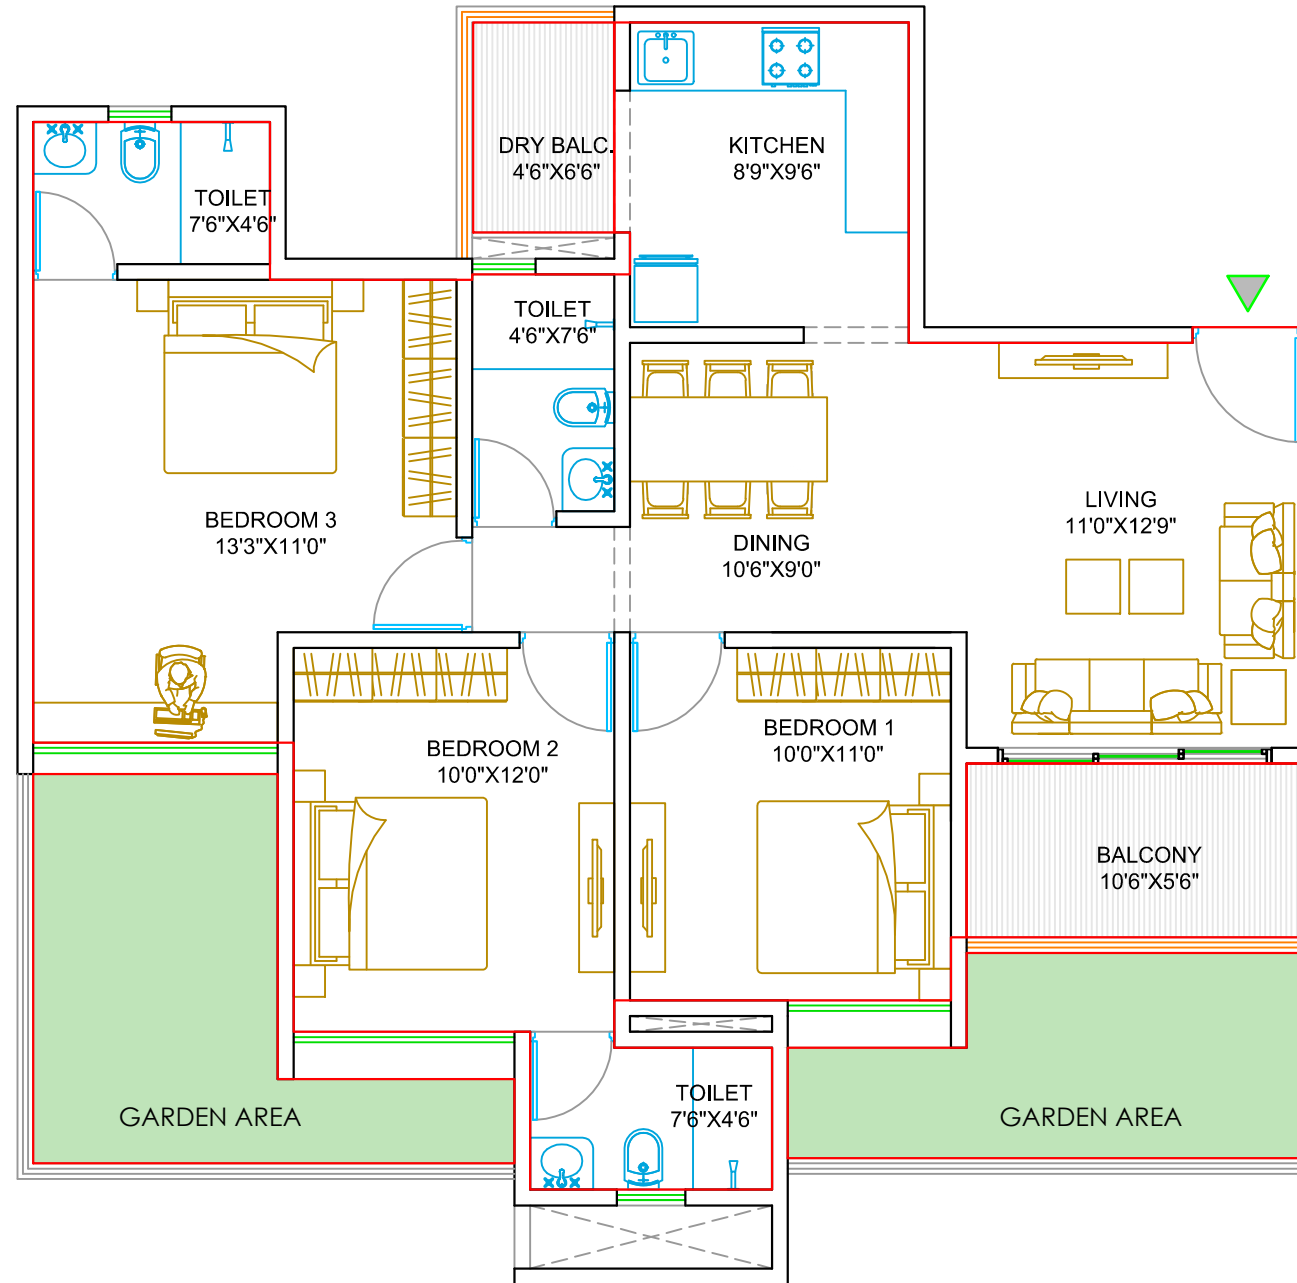 DRY BALC.
4'6"X6'6"
KITCHEN
8'9"X9'6"
TOILET
7'6"X4'6"
TOILET
4'6"X7'6"
BEDROOM 3
13'3"X11'0"
LIVING
11'0"X12'9"
DINING
10'6"X9'0"
BEDROOM 2
10'0"X12'0"
BEDROOM 1
10'0"X11'0"
BALCONY
10'6"X5'6"
TOILET
7'6"X4'6"
GARDEN AREA
GARDEN AREA